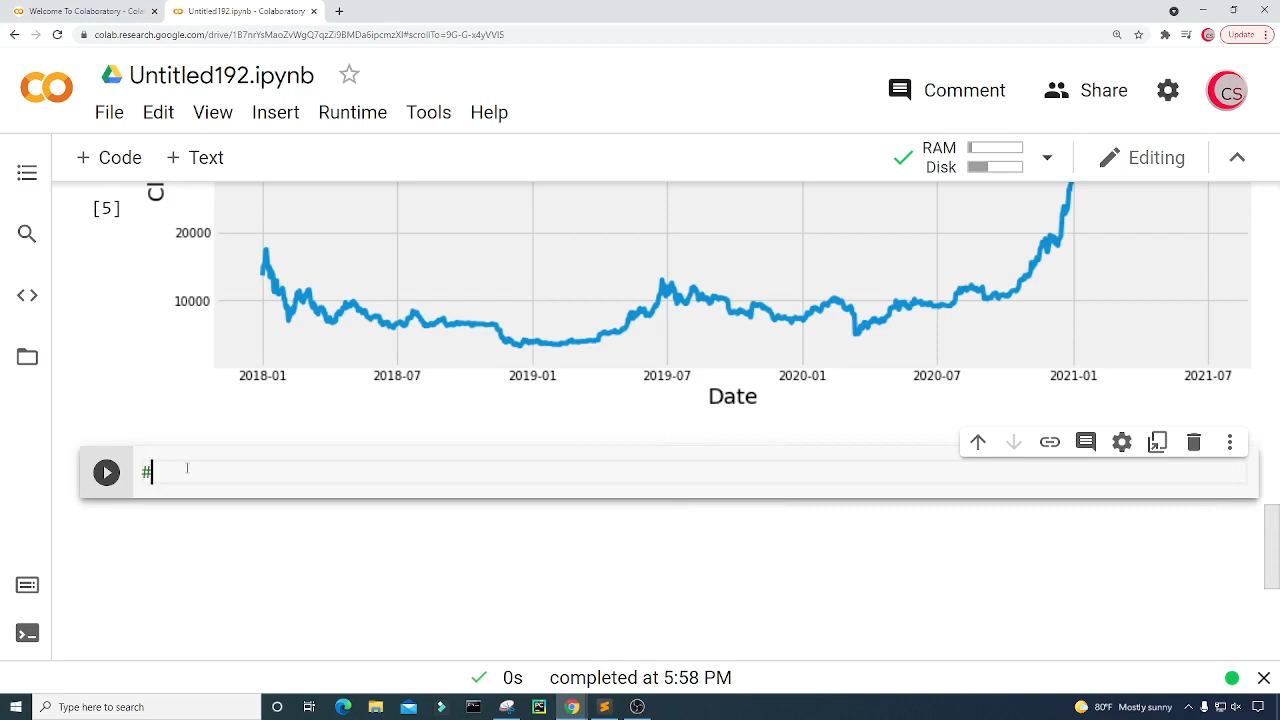 Welcome To Colaboratory - Colab
Untitled192.ipynb - Colaboratory
colab.research.google.com/drive/1B7nrYsMaoZvWgQ7qzZi9BMDa6ipcmzXl#scrollTo=9G-G-x4yVVl5
Update
Untitled192.ipynb
File Edit View Insert Runtime Tools Help
Comment
Share
CS
+ Code + Text
RAM
Disk
Editing
[5]
20000
10000
2018-01 2018-07 2019-01 2019-07 2020-01 2020-07 2021-01 2021-07
Date
#
0s completed at 5:58 PM
Type here to search
80°F Mostly sunny